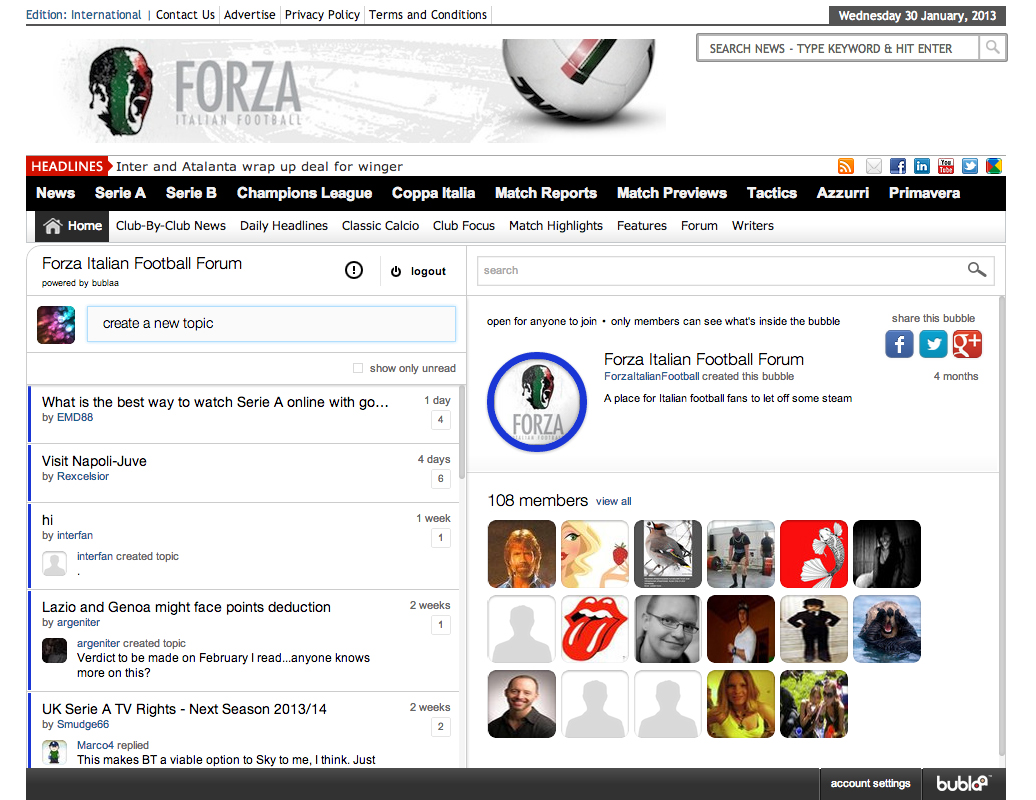 Edition: International | Contact Us Advertise Privacy Policy Terms and Conditions
Wednesday 30 January, 2013
SEARCH NEWS - TYPE KEYWORD & HIT ENTER
FORZA
ITALIAN FOOTBALL
HEADLINES Inter and Atalanta wrap up deal for winger
You Tube
News Serie A Serie B Champions League Coppa Italia Match Reports Match Previews Tactics Azzurri Primavera
Home Club-By-Club News Daily Headlines Classic Calcio Club Focus Match Highlights Features Forum Writers
Forza Italian Football Forum
powered by bublaa
logout
search
create a new topic
show only unread
What is the best way to watch Serie A online with go... 1 day
by EMD88 4
Visit Napoli-Juve 4 days
by Rexcelsior 6
hi 1 week
by interfan 1
interfan created topic
.
Lazio and Genoa might face points deduction 2 weeks
by argeniter 1
argeniter created topic
Verdict to be made on February I read...anyone knows
more on this?
UK Serie A TV Rights - Next Season 2013/14 2 weeks
by Smudge66 2
Marco4 replied
This makes BT a viable option to Sky to me, I think. Just
open for anyone to join • only members can see what's inside the bubble
share this bubble
Forza Italian Football Forum
ForzaItalianFootball created this bubble 4 months
A place for Italian football fans to let off some steam
FORZA
ITALIAN FOOTBALL
108 members view all
account settings bublaa